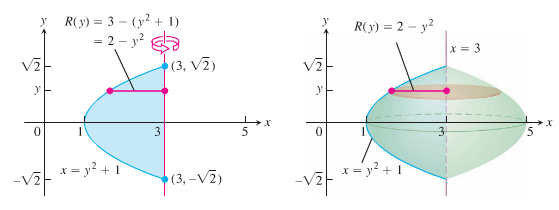 y
R(y) = 3 − (y² + 1)
= 2 − y²
√2
(3, √2)
y
0
1
3
5
x
x = y² + 1
−√2
(3, −√2)
y
R(y) = 2 − y²
x = 3
√2
y
0
1
3
5
x
x = y² + 1
−√2